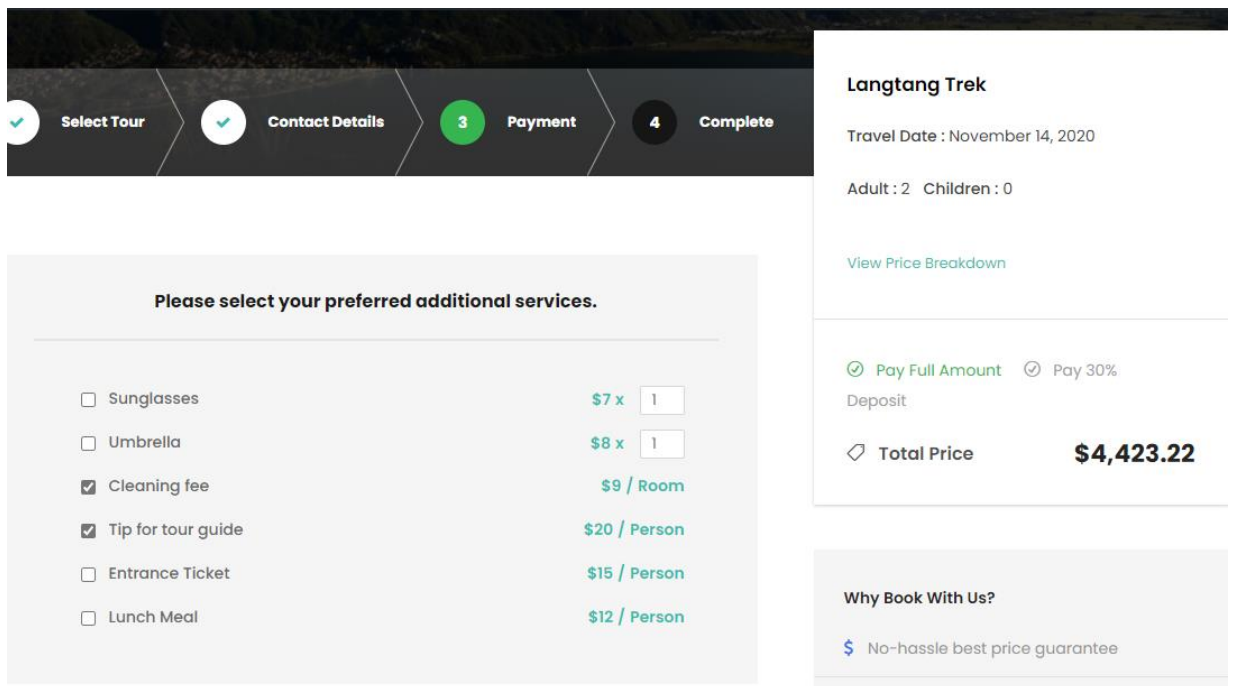 Select Tour
Contact Details
3 Payment
4 Complete
Please select your preferred additional services.
Sunglasses $7 x 1
Umbrella $8 x 1
Cleaning fee $9 / Room
Tip for tour guide $20 / Person
Entrance Ticket $15 / Person
Lunch Meal $12 / Person
Langtang Trek
Travel Date : November 14, 2020
Adult : 2 Children : 0
View Price Breakdown
Pay Full Amount Pay 30%
Deposit
Total Price $4,423.22
Why Book With Us?
$ No-hassle best price guarantee